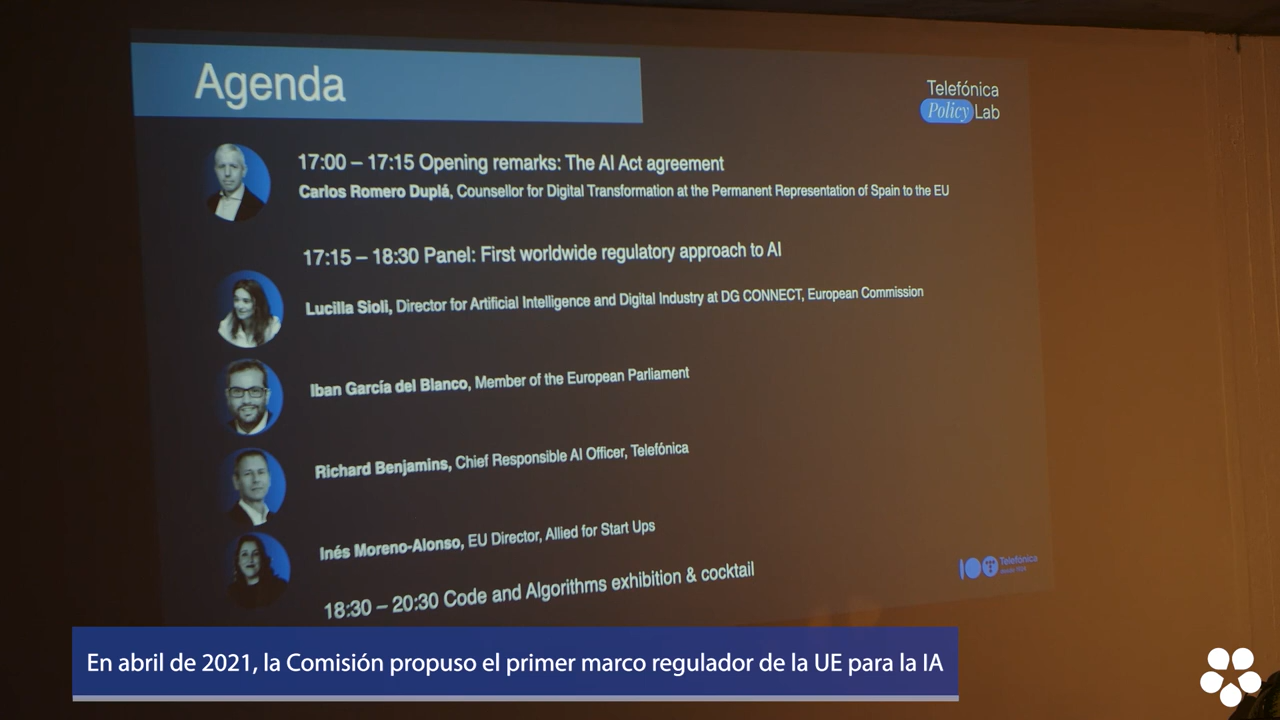 Agenda
Telefónica
Policy Lab
17:00 – 17:15 Opening remarks: The AI Act agreement
Carlos Romero Duplá, Counsellor for Digital Transformation at the Permanent Representation of Spain to the EU
17:15 – 18:30 Panel: First worldwide regulatory approach to AI
Lucilla Sioli, Director for Artificial Intelligence and Digital Industry at DG CONNECT, European Commission
Iban García del Blanco, Member of the European Parliament
Richard Benjamins, Chief Responsible AI Officer, Telefónica
Inés Moreno-Alonso, EU Director, Allied for Start Ups
18:30 – 20:30 Code and Algorithms exhibition & cocktail
100 Telefónica
desde 1924
En abril de 2021, la Comisión propuso el primer marco regulador de la UE para la IA